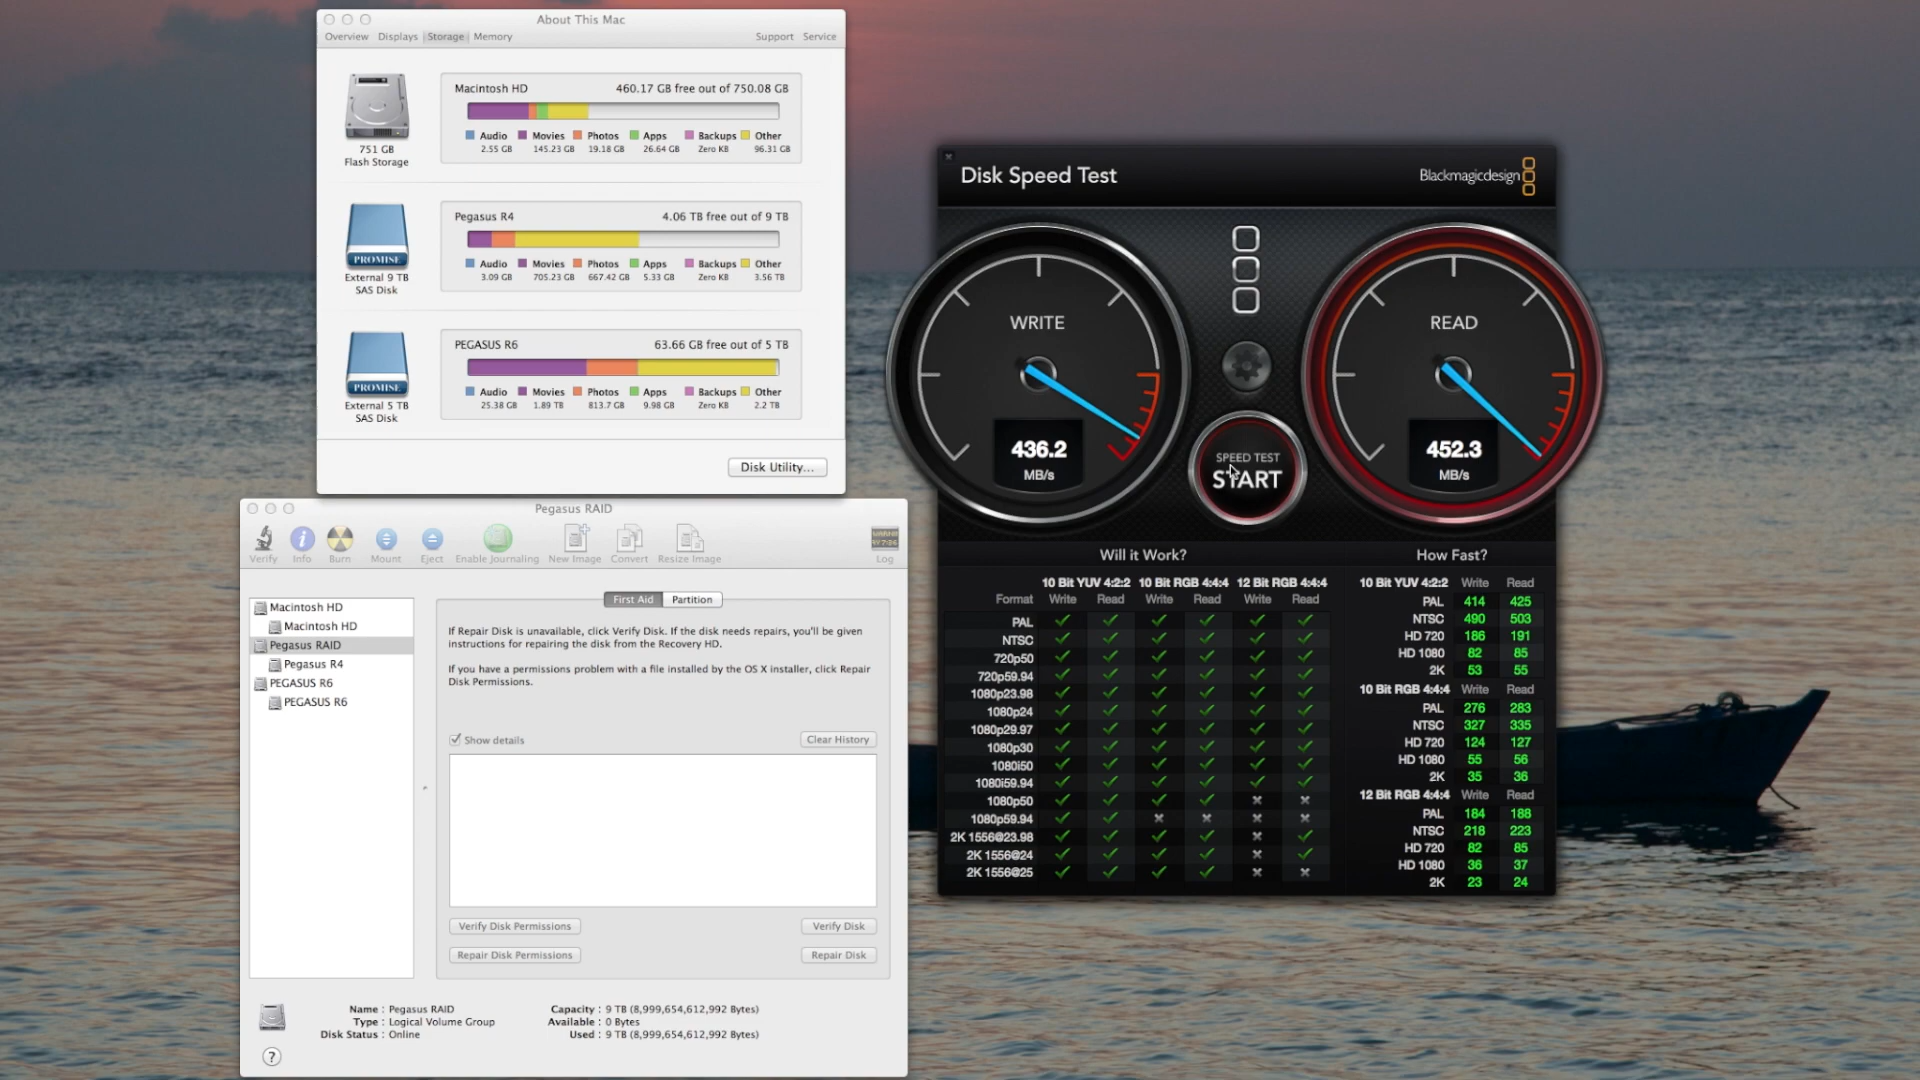 About This Mac
Overview Displays Storage Memory Support Service
Macintosh HD 460.17 GB free out of 750.08 GB
Audio Movies Photos Apps Backups Other
2.55 GB 145.23 GB 19.18 GB 26.64 GB Zero KB 96.31 GB
751 GB
Flash Storage
Pegasus R4 4.06 TB free out of 9 TB
PROMISE
Audio Movies Photos Apps Backups Other
3.09 GB 705.23 GB 667.42 GB 5.33 GB Zero KB 3.56 TB
External 9 TB
SAS Disk
PEGASUS R6 63.66 GB free out of 5 TB
PROMISE
Audio Movies Photos Apps Backups Other
25.38 GB 1.89 TB 813.7 GB 9.98 GB Zero KB 2.2 TB
External 5 TB
SAS Disk
Disk Utility...
Pegasus RAID
Verify Info Burn Mount Eject Enable Journaling New Image Convert Resize Image Log
Macintosh HD
Macintosh HD
Pegasus RAID
Pegasus R4
PEGASUS R6
PEGASUS R6
First Aid Partition
If Repair Disk is unavailable, click Verify Disk. If the disk needs repairs, you'll be given
instructions for repairing the disk from the Recovery HD.
If you have a permissions problem with a file installed by the OS X installer, click Repair
Disk Permissions.
Show details Clear History
Verify Disk Permissions Verify Disk
Repair Disk Permissions Repair Disk
Name : Pegasus RAID Capacity : 9 TB (8,999,654,612,992 Bytes)
Type : Logical Volume Group Available : 0 Bytes
Disk Status : Online Used : 9 TB (8,999,654,612,992 Bytes)
?
Disk Speed Test Blackmagicdesign
WRITE READ
436.2 452.3
MB/s MB/s
SPEED TEST
START
Will it Work? How Fast?
10 Bit YUV 4:2:2 10 Bit RGB 4:4:4 12 Bit RGB 4:4:4
Format Write Read Write Read Write Read
PAL
NTSC
720p50
720p59.94
1080p23.98
1080p24
1080p29.97
1080p30
1080i50
1080i59.94
1080p50
1080p59.94
2K 1556@23.98
2K 1556@24
2K 1556@25
10 Bit YUV 4:2:2 Write Read
PAL 414 425
NTSC 490 503
HD 720 186 191
HD 1080 82 85
2K 53 55
10 Bit RGB 4:4:4 Write Read
PAL 276 283
NTSC 327 335
HD 720 124 127
HD 1080 55 56
2K 35 36
12 Bit RGB 4:4:4 Write Read
PAL 184 188
NTSC 218 223
HD 720 82 85
HD 1080 36 37
2K 23 24